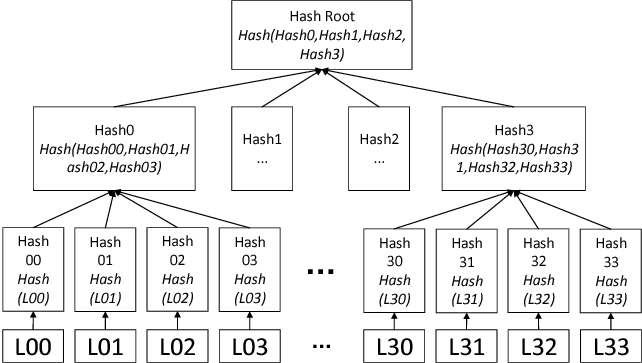 Hash Root
Hash(Hash0,Hash1,Hash2,
Hash3)
Hash0
Hash(Hash00,Hash01,H
ash02,Hash03)
Hash1
...
Hash2
...
Hash3
Hash(Hash30,Hash3
1,Hash32,Hash33)
Hash
00
Hash
(L00)
Hash
01
Hash
(L01)
Hash
02
Hash
(L02)
Hash
03
Hash
(L03)
...
Hash
30
Hash
(L30)
Hash
31
Hash
(L31)
Hash
32
Hash
(L32)
Hash
33
Hash
(L33)
L00
L01
L02
L03
...
L30
L31
L32
L33